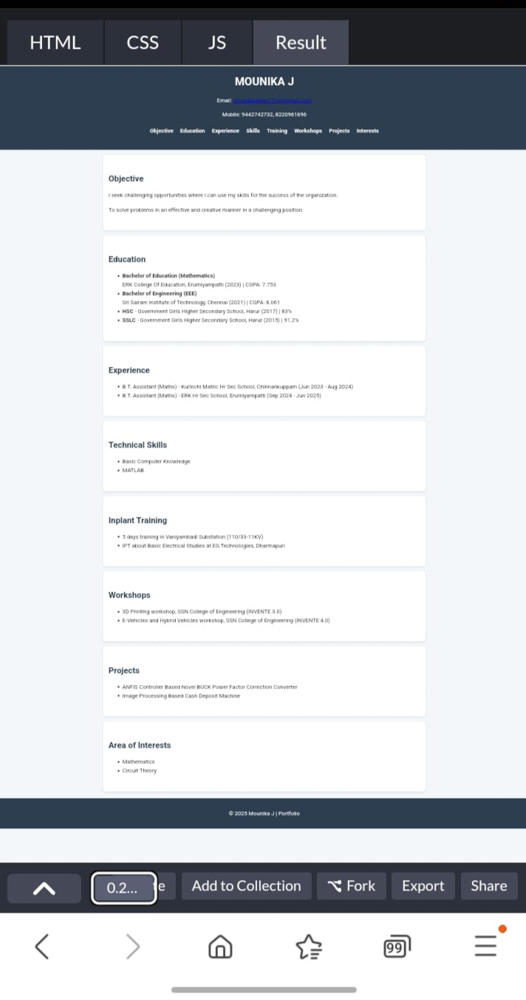 HTML
CSS
JS
Result
MOUNIKA J
Email:
Mobile: 9442742732, 8220961696
Objective Education Experience Skills Training Workshops Projects Interests
Objective
I seek challenging opportunities where I can use my skills for the success of the organization.
To solve problems in an effective and creative manner in a challenging position.
Education
• Bachelor of Education (Mathematics)
ERK College Of Education, Erumiyampatti (2023) | CGPA: 7.753
• Bachelor of Engineering (EEE)
Sri Sairam Institute of Technology, Chennai (2021) | CGPA: 8.061
• HSC - Government Girls Higher Secondary School, Harur (2017) | 83%
• SSLC - Government Girls Higher Secondary School, Harur (2015) | 91.2%
Experience
• B.T. Assistant (Maths) - Kurinchi Matric Hr Sec School, Chinnankuppam (Jun 2023 - Aug 2024)
• B.T. Assistant (Maths) - ERK Hr Sec School, Erumiyampatti (Sep 2024 - Jun 2025)
Technical Skills
• Basic Computer Knowledge
• MATLAB
Inplant Training
• 5 days training in Vaniyambadi Substation (110/33-11KV)
• IPT about Basic Electrical Studies at EG Technologies, Dharmapuri
Workshops
• 3D Printing workshop, SSN College of Engineering (INVENTE 3.0)
• E-Vehicles and Hybrid Vehicles workshop, SSN College of Engineering (INVENTE 4.0)
Projects
• ANFIS Controller Based Novel BUCK Power Factor Correction Converter
• Image Processing Based Cash Deposit Machine
Area of Interests
• Mathematics
• Circuit Theory
© 2025 Mounika J | Portfolio
0.2...
e
Add to Collection
Fork
Export
Share
99